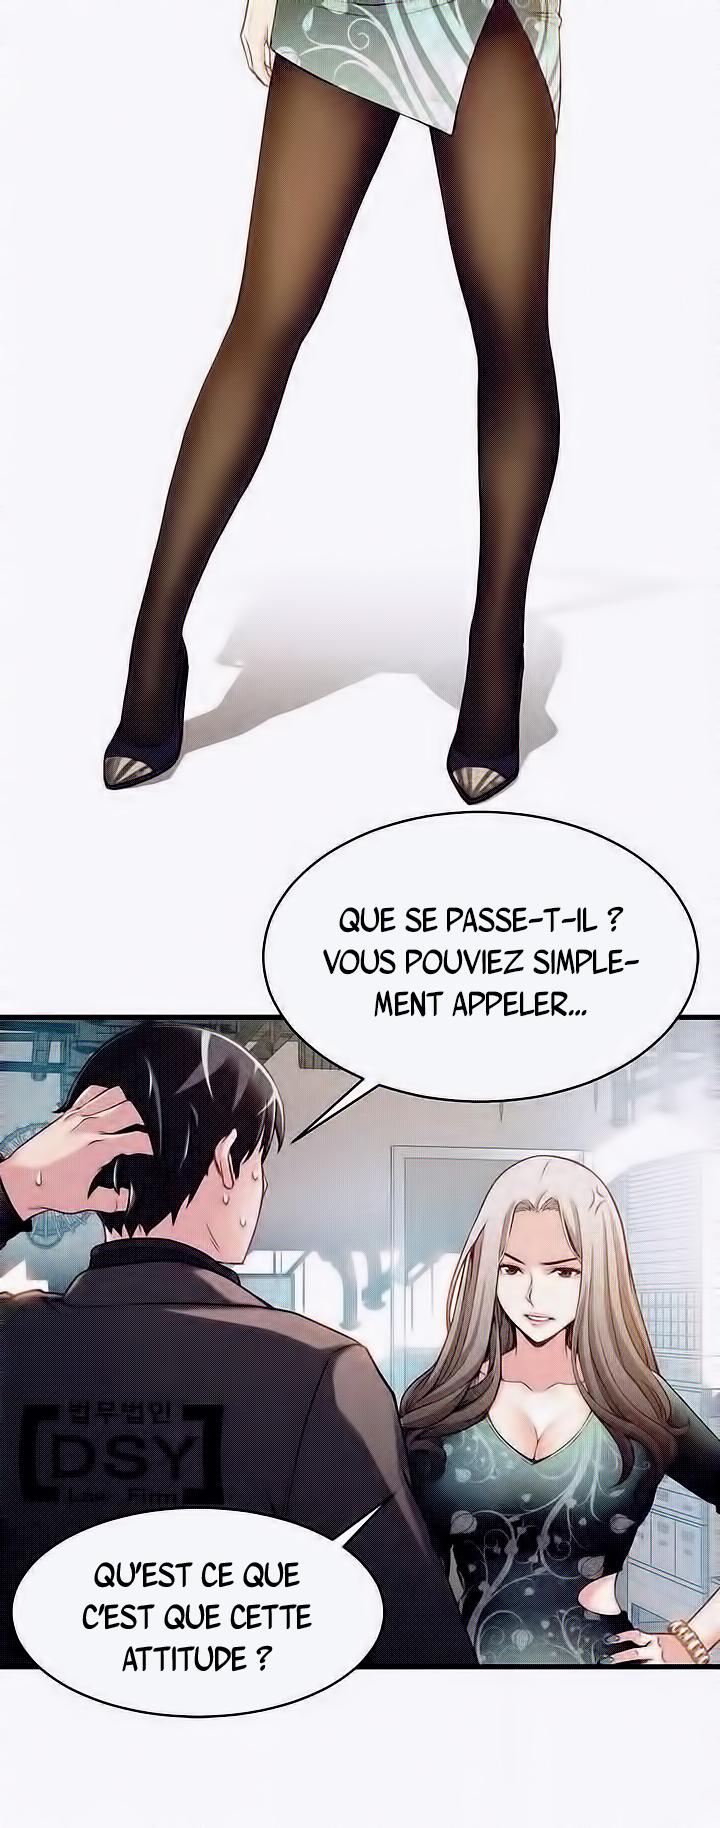 QUE SE PASSE-T-IL ?
VOUS POUVIEZ SIMPLE-
MENT APPELER...
법무법인
DSY
Law Firm
QU'EST CE QUE
C'EST QUE CETTE
ATTITUDE ?